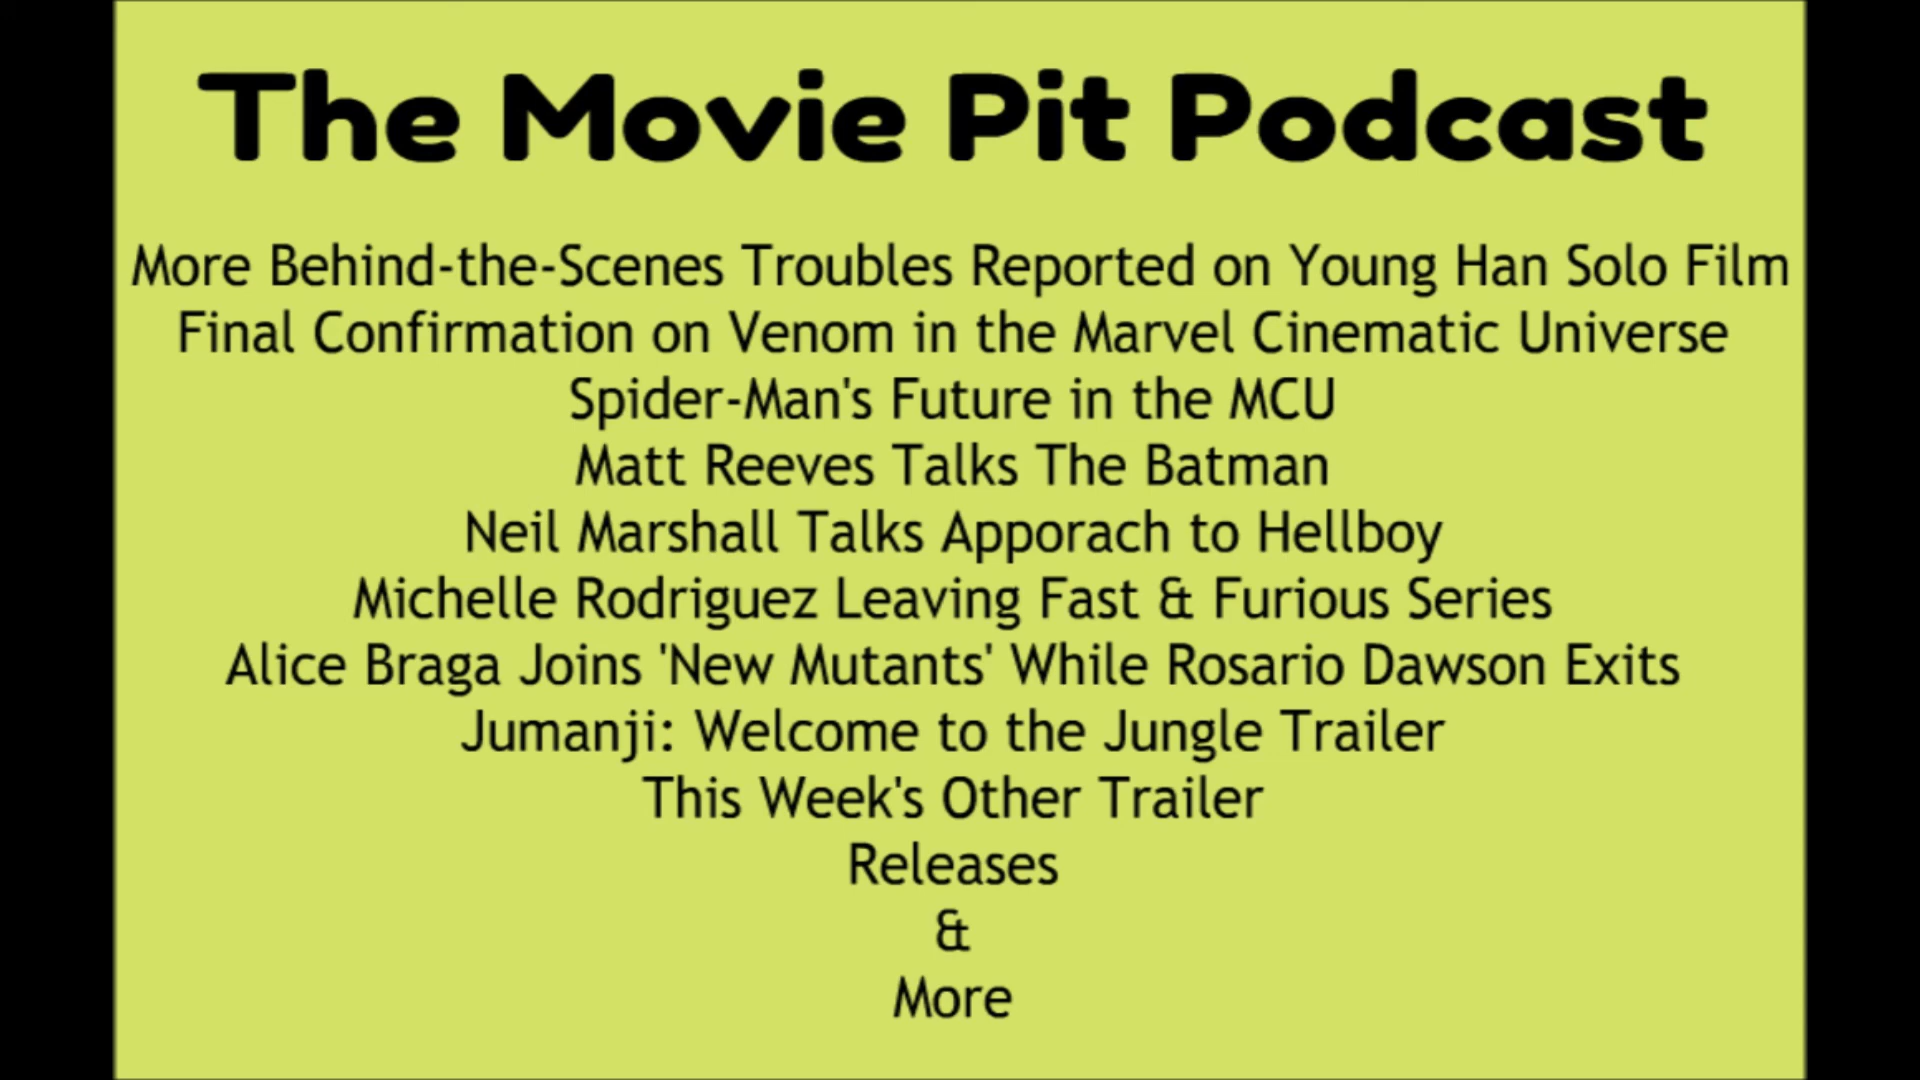 The Movie Pit Podcast
More Behind-the-Scenes Troubles Reported on Young Han Solo Film
Final Confirmation on Venom in the Marvel Cinematic Universe
Spider-Man's Future in the MCU
Matt Reeves Talks The Batman
Neil Marshall Talks Apporach to Hellboy
Michelle Rodriguez Leaving Fast & Furious Series
Alice Braga Joins 'New Mutants' While Rosario Dawson Exits
Jumanji: Welcome to the Jungle Trailer
This Week's Other Trailer
Releases
&
More